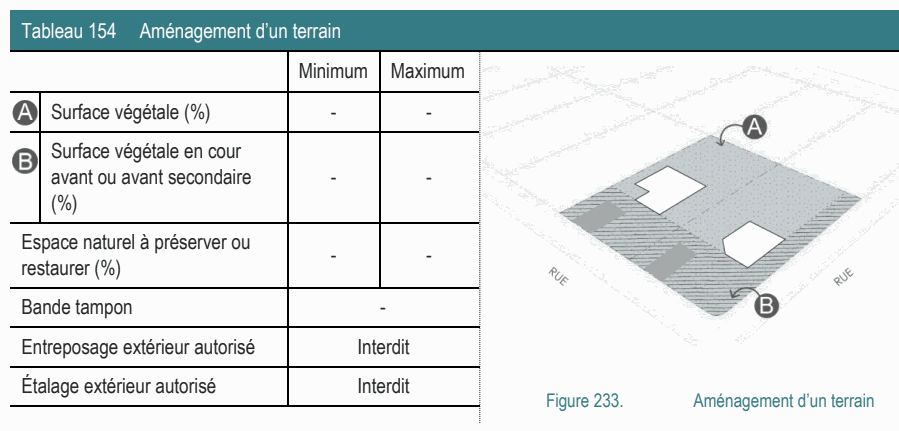 Tableau 154 Aménagement d'un terrain
Minimum Maximum
A Surface végétale (%) - -
B Surface végétale en cour
avant ou avant secondaire
(%) - -
Espace naturel à préserver ou
restaurer (%) - -
Bande tampon -
Entreposage extérieur autorisé Interdit
Étalage extérieur autorisé Interdit
A
RUE
RUE
B
Figure 233. Aménagement d'un terrain